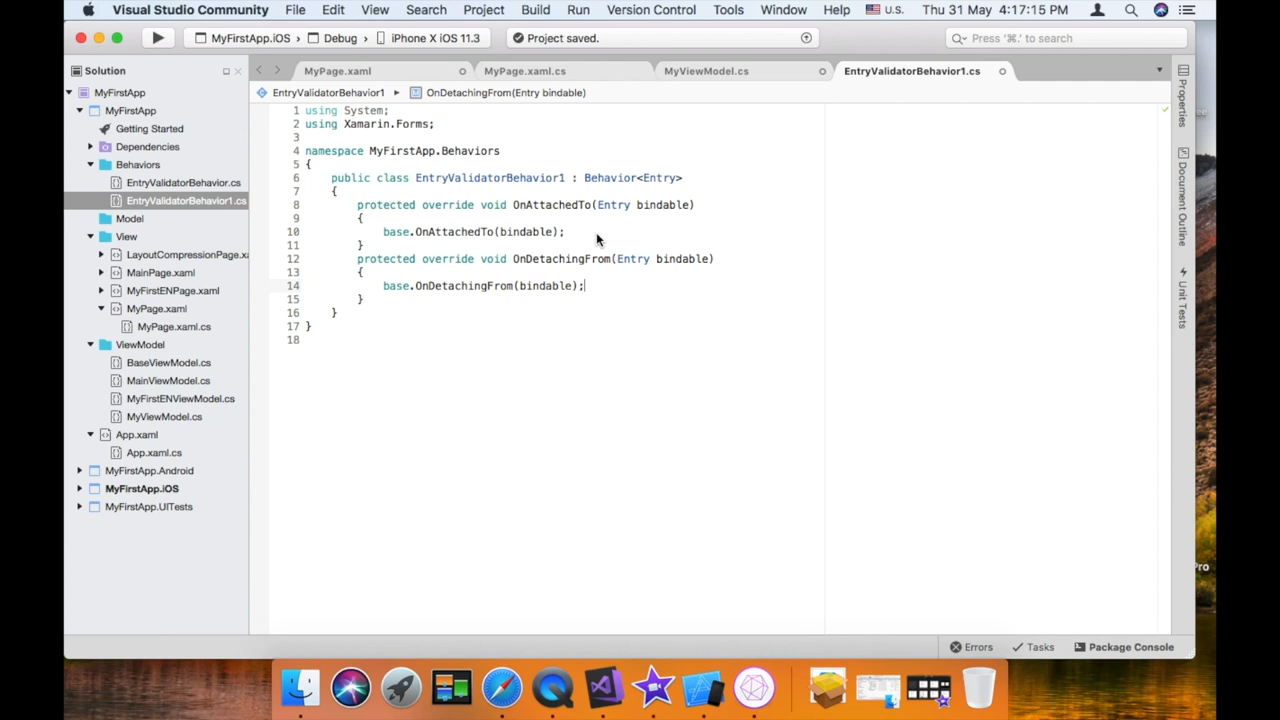 Visual Studio Community File Edit View Search Project Build Run Version Control Tools Window Help U.S. Thu 31 May 4:17:15 PM
MyFirstApp.iOS Debug iPhone X iOS 11.3 Project saved. Press '⌘.' to search
Solution
MyPage.xaml MyPage.xaml.cs MyViewModel.cs EntryValidatorBehavior1.cs
EntryValidatorBehavior1 OnDetachingFrom(Entry bindable)
MyFirstApp
MyFirstApp
Getting Started
Dependencies
Behaviors
EntryValidatorBehavior.cs
EntryValidatorBehavior1.cs
Model
View
LayoutCompressionPage.xa
MainPage.xaml
MyFirstENPage.xaml
MyPage.xaml
MyPage.xaml.cs
ViewModel
BaseViewModel.cs
MainViewModel.cs
MyFirstENViewModel.cs
MyViewModel.cs
App.xaml
App.xaml.cs
MyFirstApp.Android
MyFirstApp.iOS
MyFirstApp.UITests
1 using System;
2 using Xamarin.Forms;
3
4 namespace MyFirstApp.Behaviors
5 {
6 public class EntryValidatorBehavior1 : Behavior<Entry>
7 {
8 protected override void OnAttachedTo(Entry bindable)
9 {
10 base.OnAttachedTo(bindable);
11 }
12 protected override void OnDetachingFrom(Entry bindable)
13 {
14 base.OnDetachingFrom(bindable);
15 }
16 }
17 }
18
Properties
Document Outline
Unit Tests
Pro
Errors Tasks Package Console